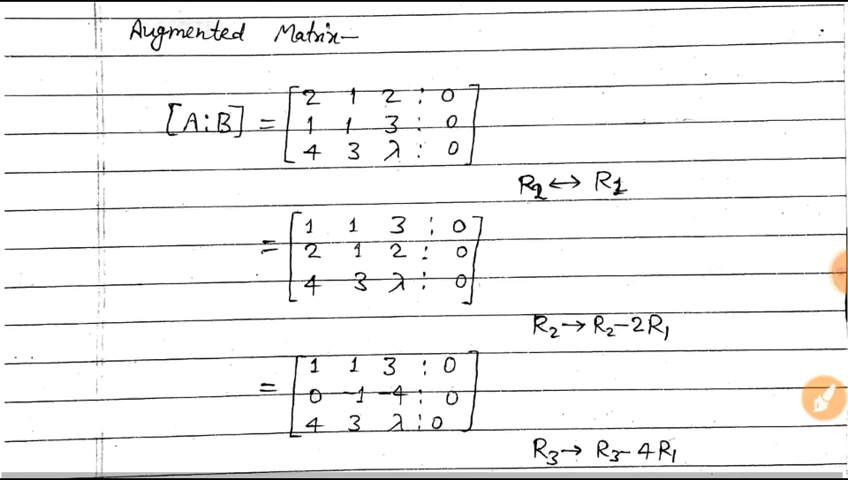 Augmented Matrix—
[A:B] = [2 1 2 : 0
1 1 3 : 0
4 3 λ : 0]
R2 ↔ R1
= [1 1 3 : 0
2 1 2 : 0
4 3 λ : 0]
R2 → R2 - 2R1
= [1 1 3 : 0
0 -1 -4 : 0
4 3 λ : 0]
R3 → R3 - 4R1